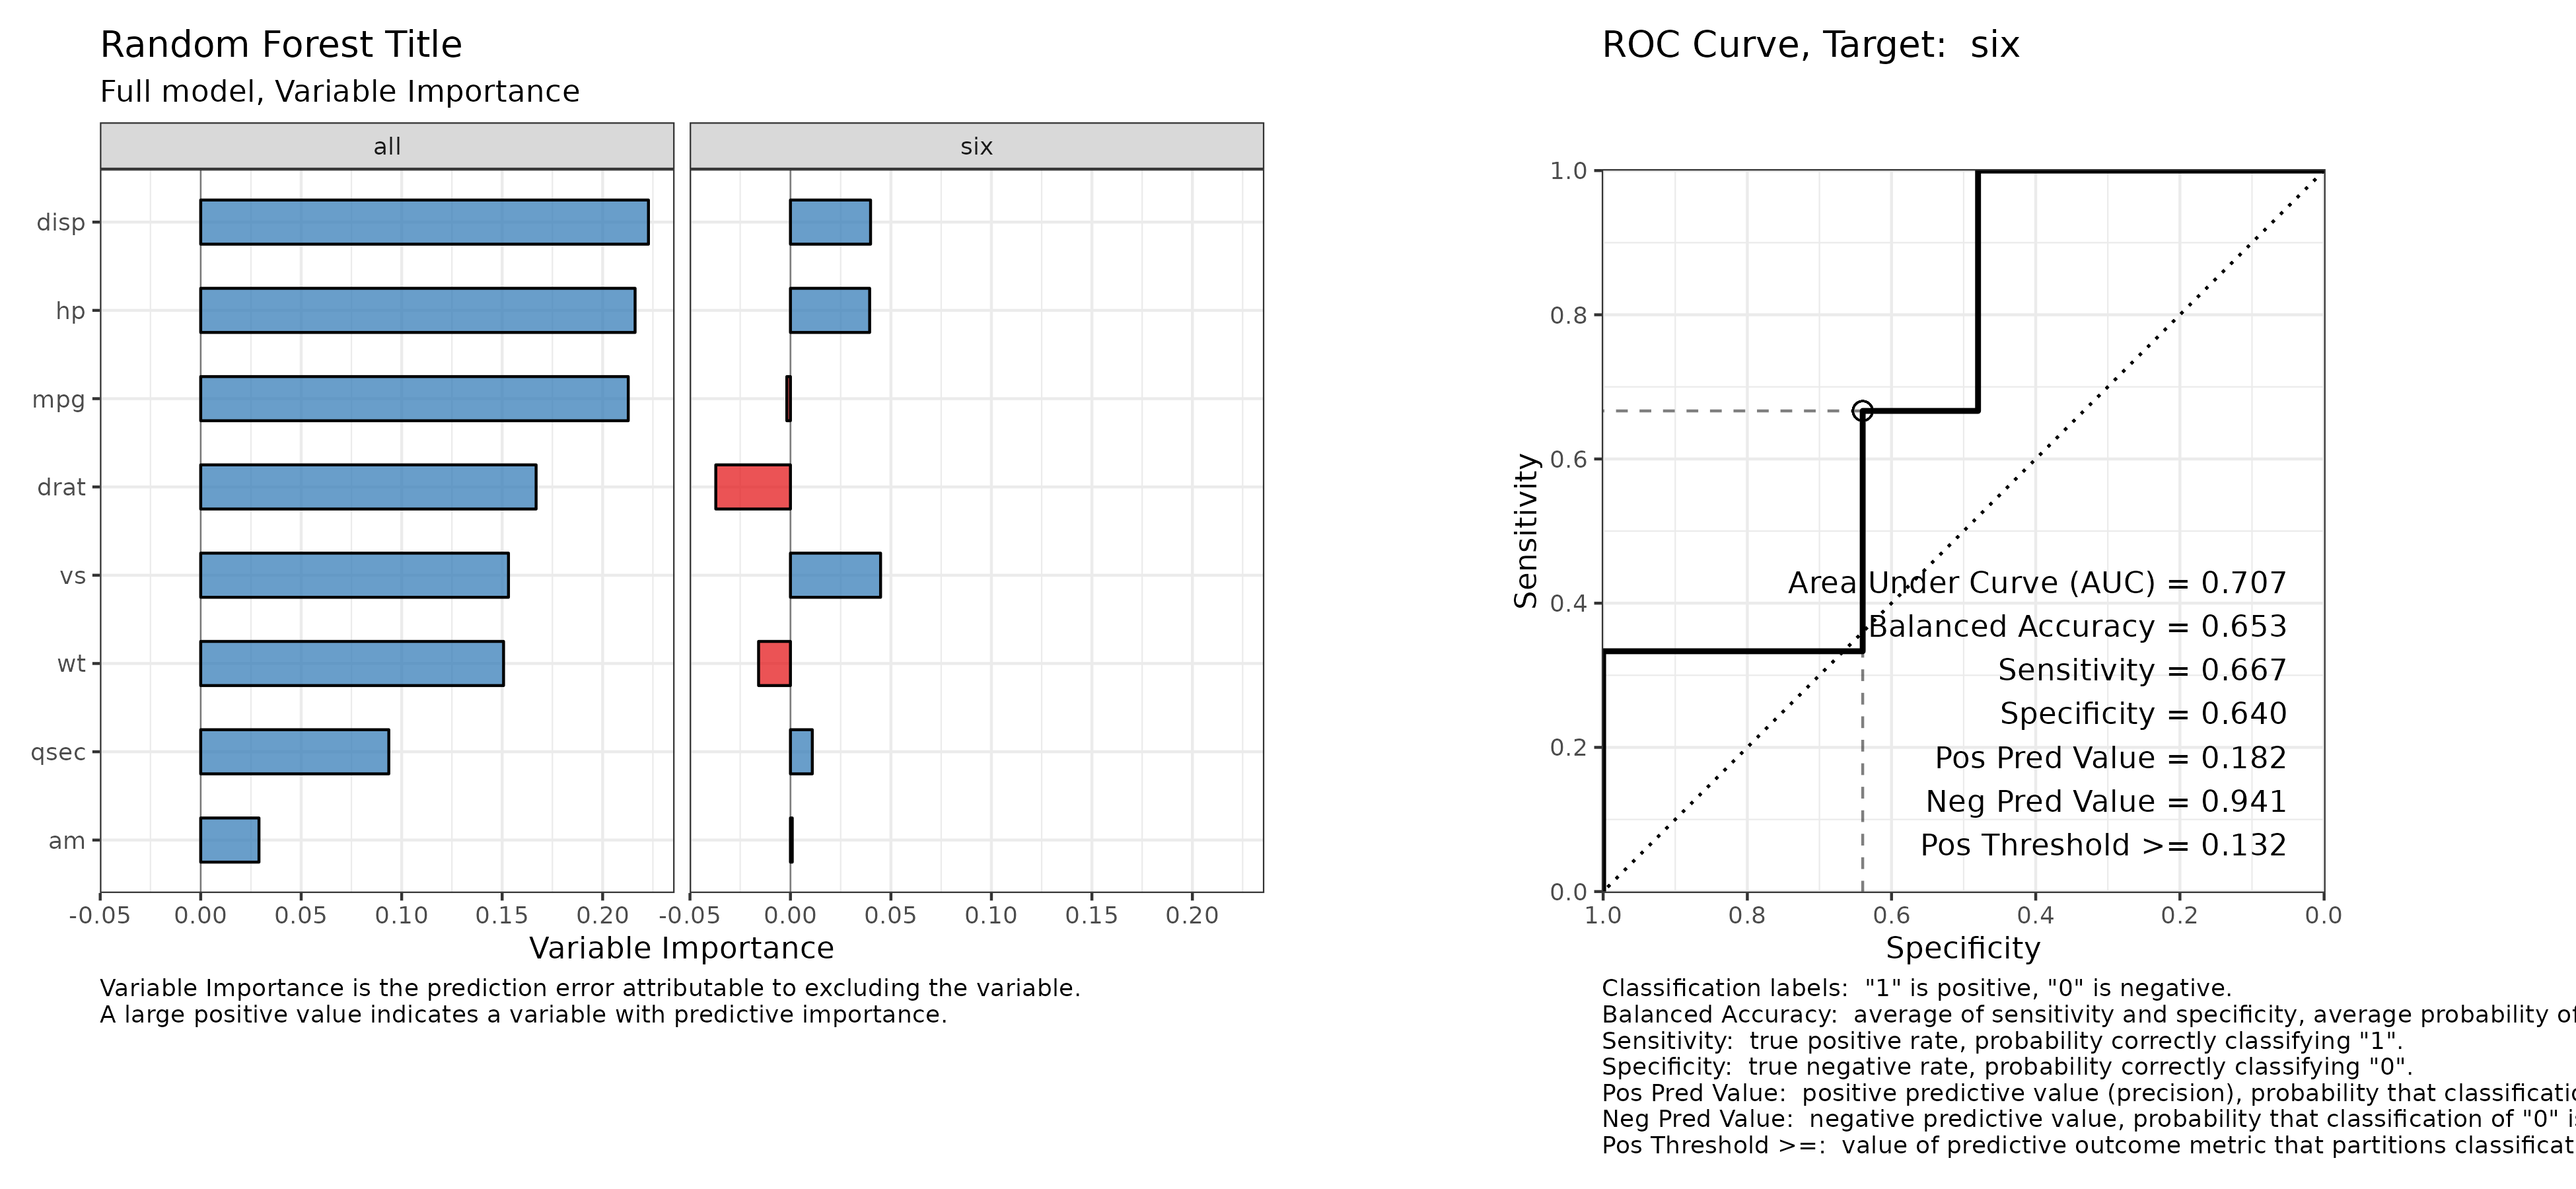 Random Forest Title
Full model, Variable Importance
all
six
disp
hp
mpg
drat
vs
wt
qsec
am
-0.05 0.00 0.05 0.10 0.15 0.20
-0.05 0.00 0.05 0.10 0.15 0.20
Variable Importance
Variable Importance is the prediction error attributable to excluding the variable.
A large positive value indicates a variable with predictive importance.
ROC Curve, Target:  six
1.0
0.8
0.6
0.4
0.2
0.0
Sensitivity
Area Under Curve (AUC) = 0.707
Balanced Accuracy = 0.653
Sensitivity = 0.667
Specificity = 0.640
Pos Pred Value = 0.182
Neg Pred Value = 0.941
Pos Threshold >= 0.132
1.0 0.8 0.6 0.4 0.2 0.0
Specificity
Classification labels:  "1" is positive, "0" is negative.
Balanced Accuracy:  average of sensitivity and specificity, average probability of
Sensitivity:  true positive rate, probability correctly classifying "1".
Specificity:  true negative rate, probability correctly classifying "0".
Pos Pred Value:  positive predictive value (precision), probability that
Neg Pred Value:  negative predictive value, probability that classification of "0"
Pos Threshold >=:  value of predictive outcome metric that partitions